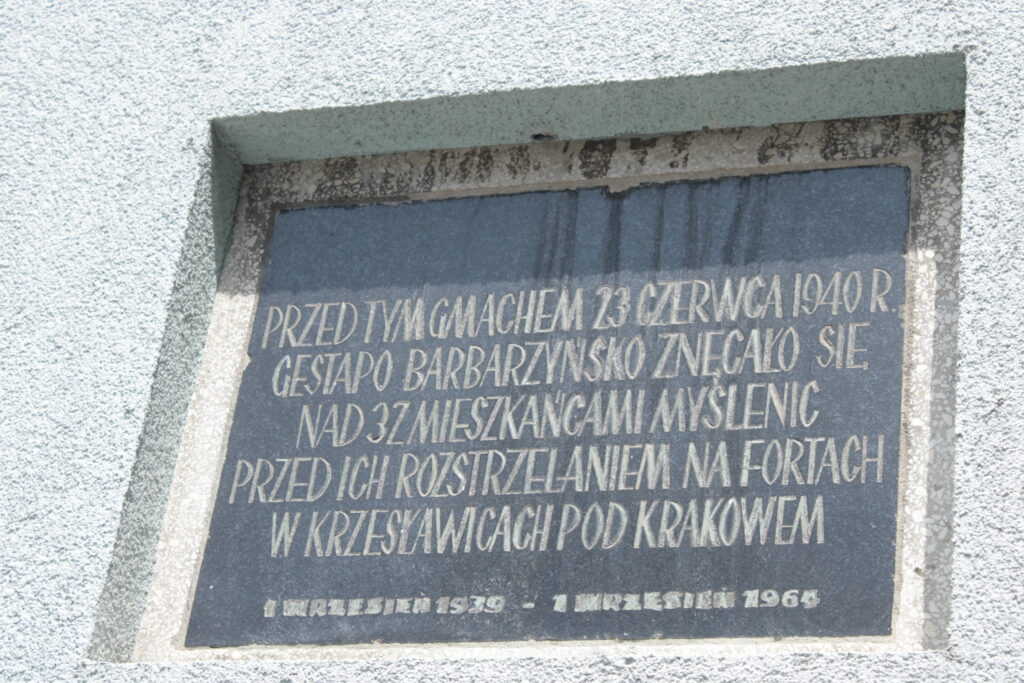 PRZED TYM GMACHEM 23 CZERWCA 1940 R.
GESTAPO BARBARZYŃSKO ZNĘCAŁO SIĘ
NAD 32 MIESZKAŃCAMI MYŚLENIC
PRZED ICH ROZSTRZELANIEM NA FORTACH
W KRZESŁAWICACH POD KRAKOWEM
1 WRZESIEŃ 1939 - 1 WRZESIEŃ 1964